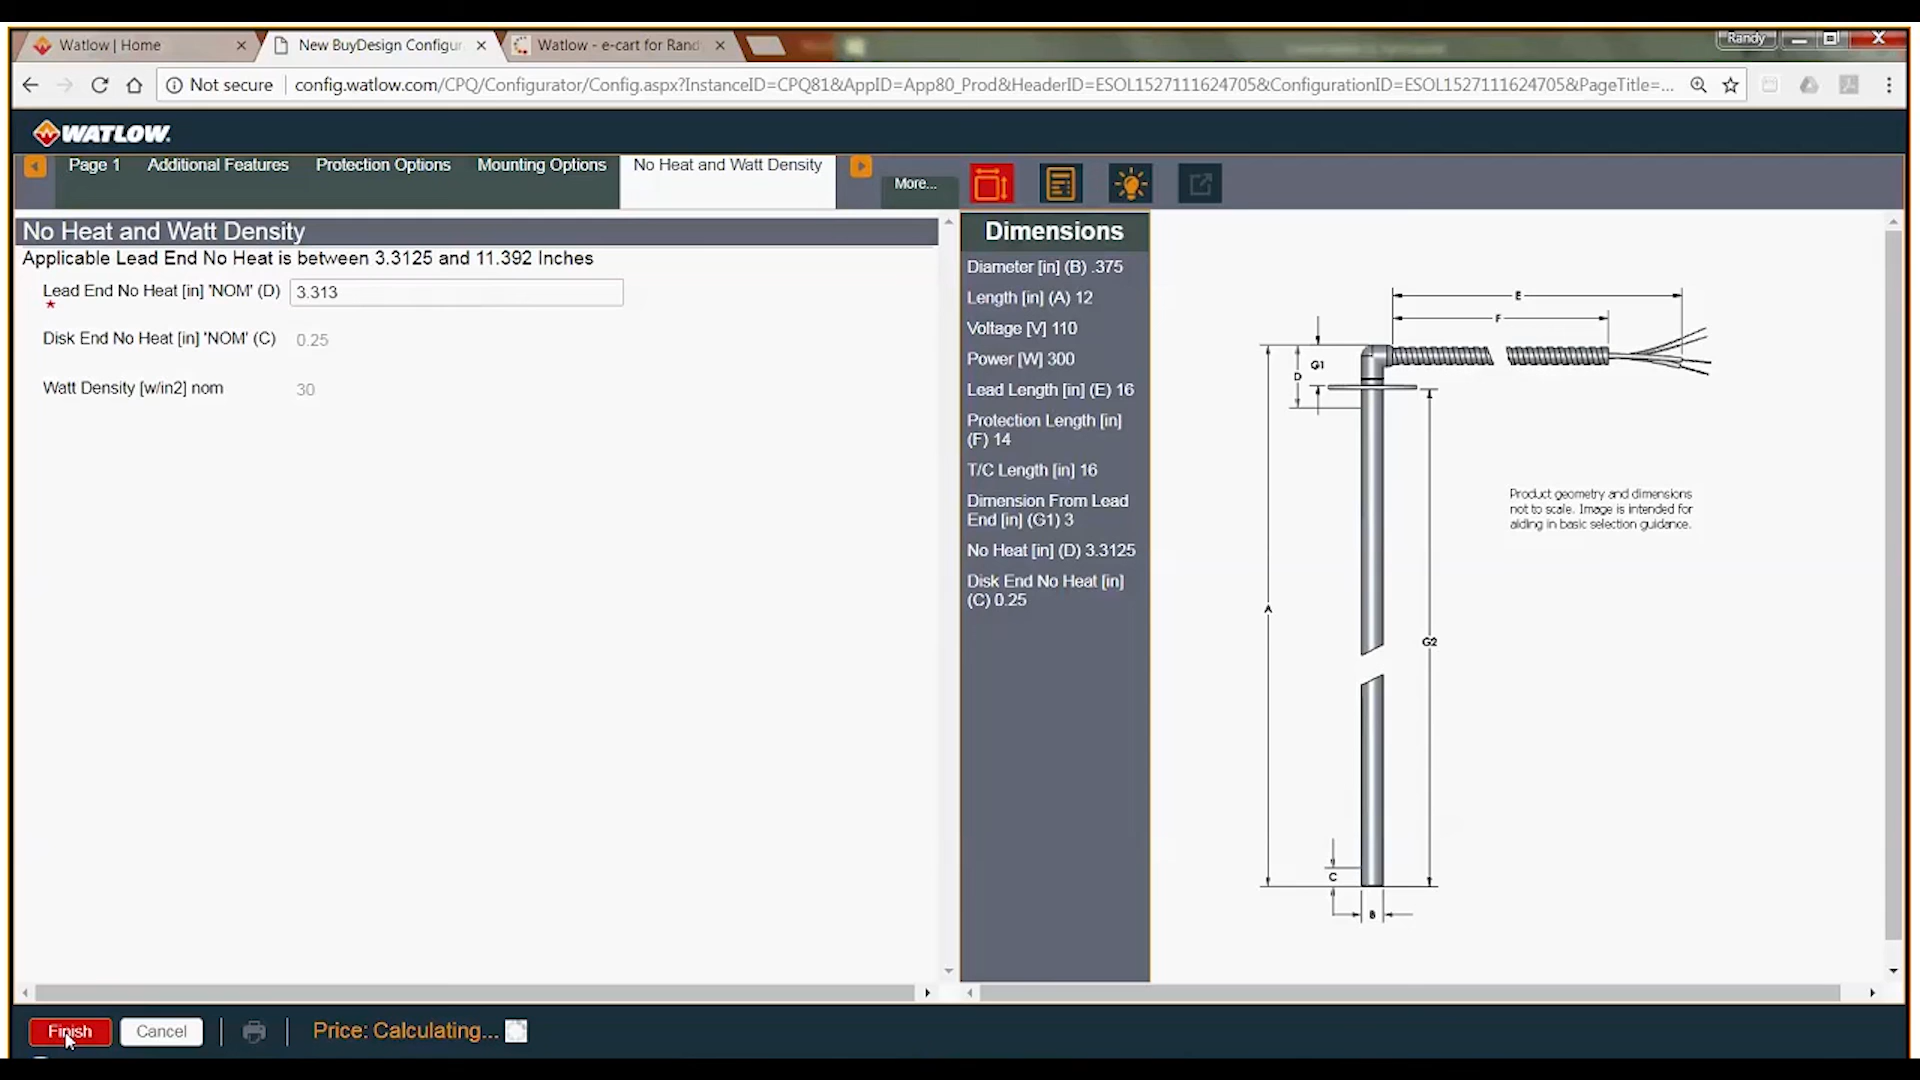 Watlow | Home
New BuyDesign Configur
Watlow - e-cart for Rand
Randy
Not secure
config.watlow.com/CPQ/Configurator/Config.aspx?InstanceID=CPQ81&AppID=App80_Prod&HeaderID=ESOL1527111624705&ConfigurationID=ESOL1527111624705&PageTitle=...
WATLOW.
Page 1
Additional Features
Protection Options
Mounting Options
No Heat and Watt Density
More...
No Heat and Watt Density
Applicable Lead End No Heat is between 3.3125 and 11.392 Inches
Lead End No Heat [in] 'NOM' (D)
*
3.313
Disk End No Heat [in] 'NOM' (C)
0.25
Watt Density [w/in2] nom
30
Dimensions
Diameter [in] (B) .375
Length [in] (A) 12
Voltage [V] 110
Power [W] 300
Lead Length [in] (E) 16
Protection Length [in]
(F) 14
T/C Length [in] 16
Dimension From Lead
End [in] (G1) 3
No Heat [in] (D) 3.3125
Disk End No Heat [in]
(C) 0.25
E
F
G1
D
A
G2
C
B
Product geometry and dimensions
not to scale. Image is intended for
aiding in basic selection guidance.
Finish
Cancel
Price: Calculating...